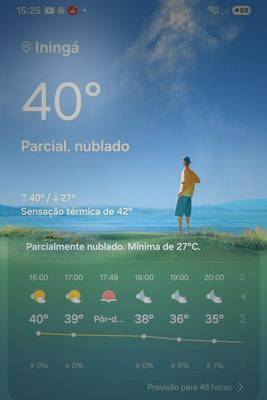 15:25
89
Iningá
40°
Parcial. nublado
↑40° / ↓27°
Sensação térmica de 42°
Parcialmente nublado. Mínima de 27°C.
16:00 17:00 17:49 18:00 19:00 20:00
40° 39° Pôr-d... 38° 36° 35°
0% 0% 0% 6% 1%
Previsão para 48 horas >